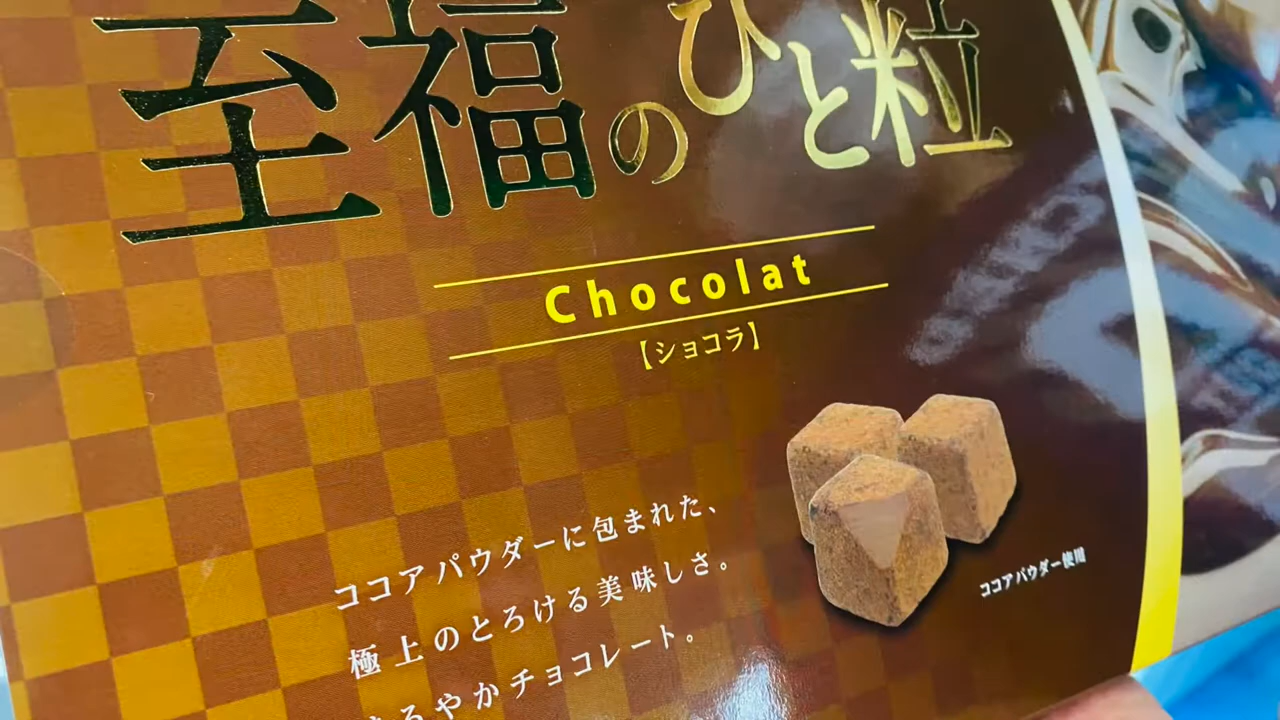 至福のひと粒
Chocolat
【ショコラ】
ココアパウダーに包まれた、
極上のとろける美味しさ。
やかチョコレート。
ココアパウダー使用